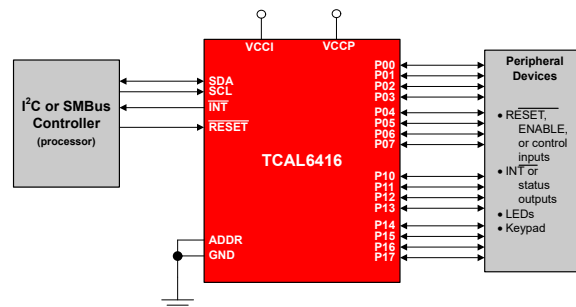 VCCI
VCCP
I²C or SMBus
Controller
(processor)
SDA
SCL
INT
RESET
TCAL6416
ADDR
GND
P00
P01
P02
P03
P04
P05
P06
P07
P10
P11
P12
P13
P14
P15
P16
P17
Peripheral
Devices
• RESET,
ENABLE,
or control
inputs
• INT or
status
outputs
• LEDs
• Keypad